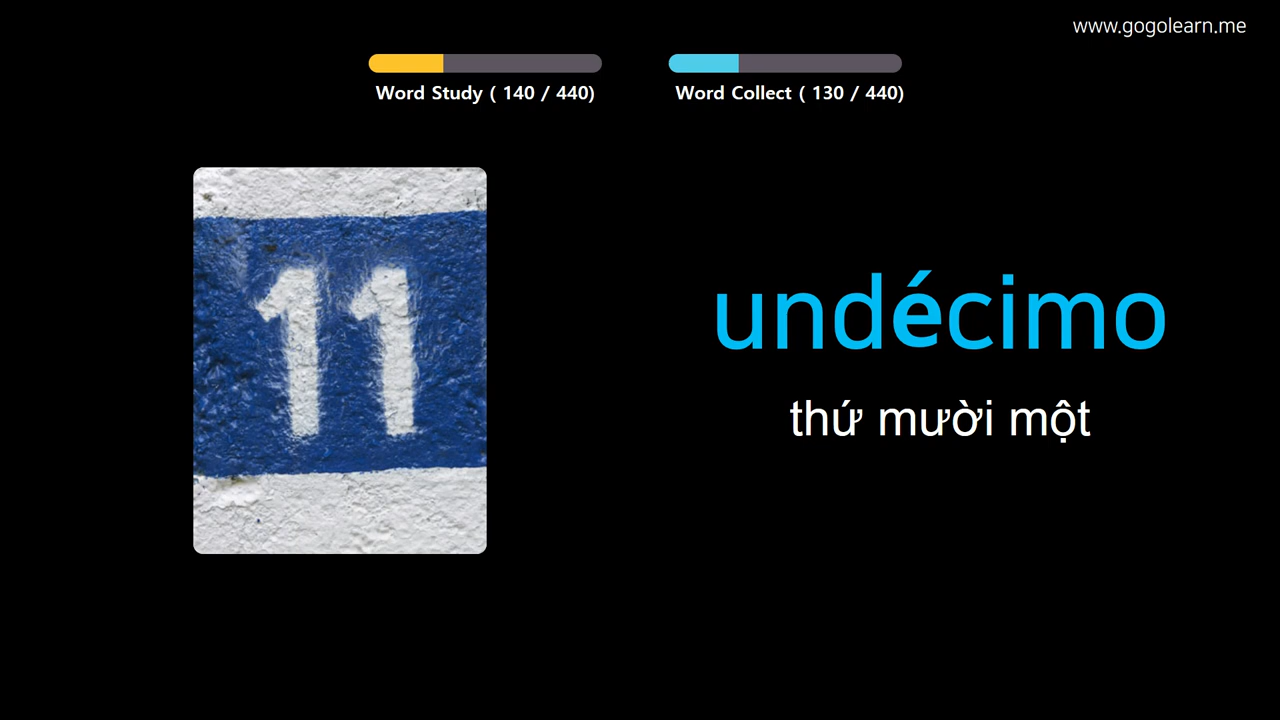 www.gogolearn.me
Word Study ( 140 / 440)
Word Collect ( 130 / 440)
11
undécimo
thứ mười một